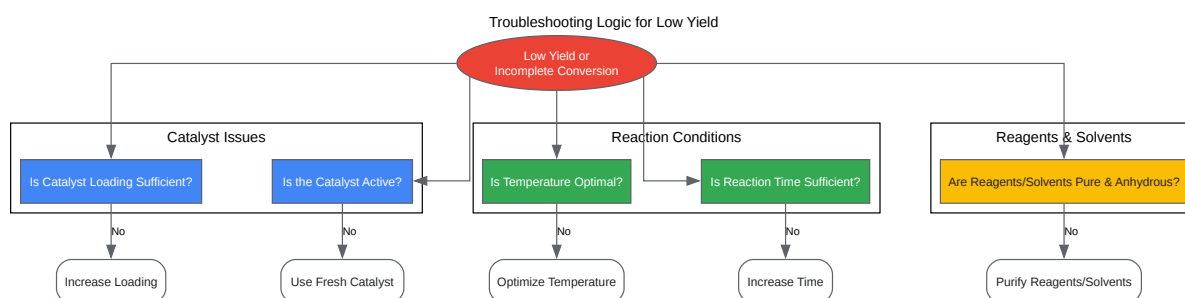 Troubleshooting Logic for Low Yield
Low Yield or
Incomplete Conversion
Catalyst Issues
Reaction Conditions
Reagents & Solvents
Is Catalyst Loading Sufficient?
Is the Catalyst Active?
Is Temperature Optimal?
Is Reaction Time Sufficient?
Are Reagents/Solvents Pure & Anhydrous?
No
No
No
No
No
Increase Loading
Use Fresh Catalyst
Optimize Temperature
Increase Time
Purify Reagents/Solvents